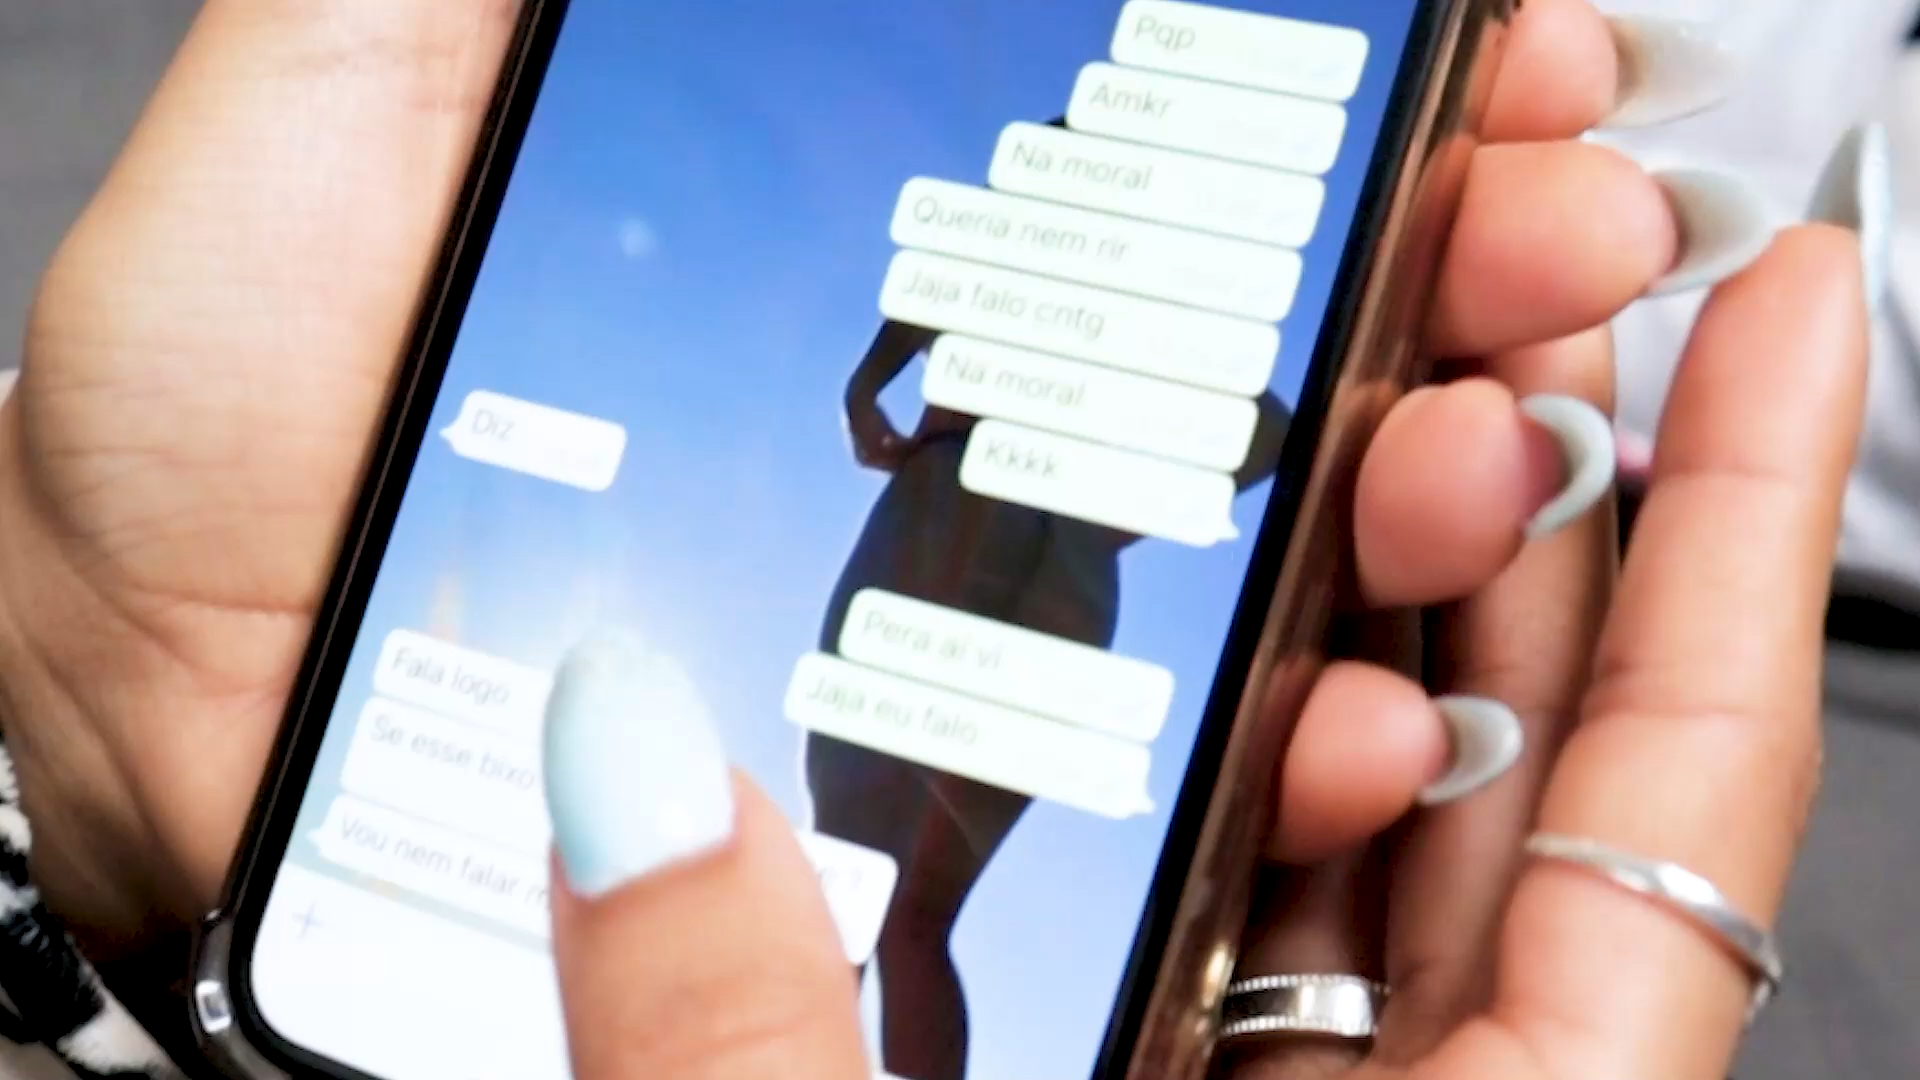 Pqp
Amkr
Na moral
Queria nem rir
Jaja falo cntg
Na moral
Kkkk
Diz
Pera ai vi
Jaja eu falo
Fala logo
Se esse bixo
Vou nem falar
?